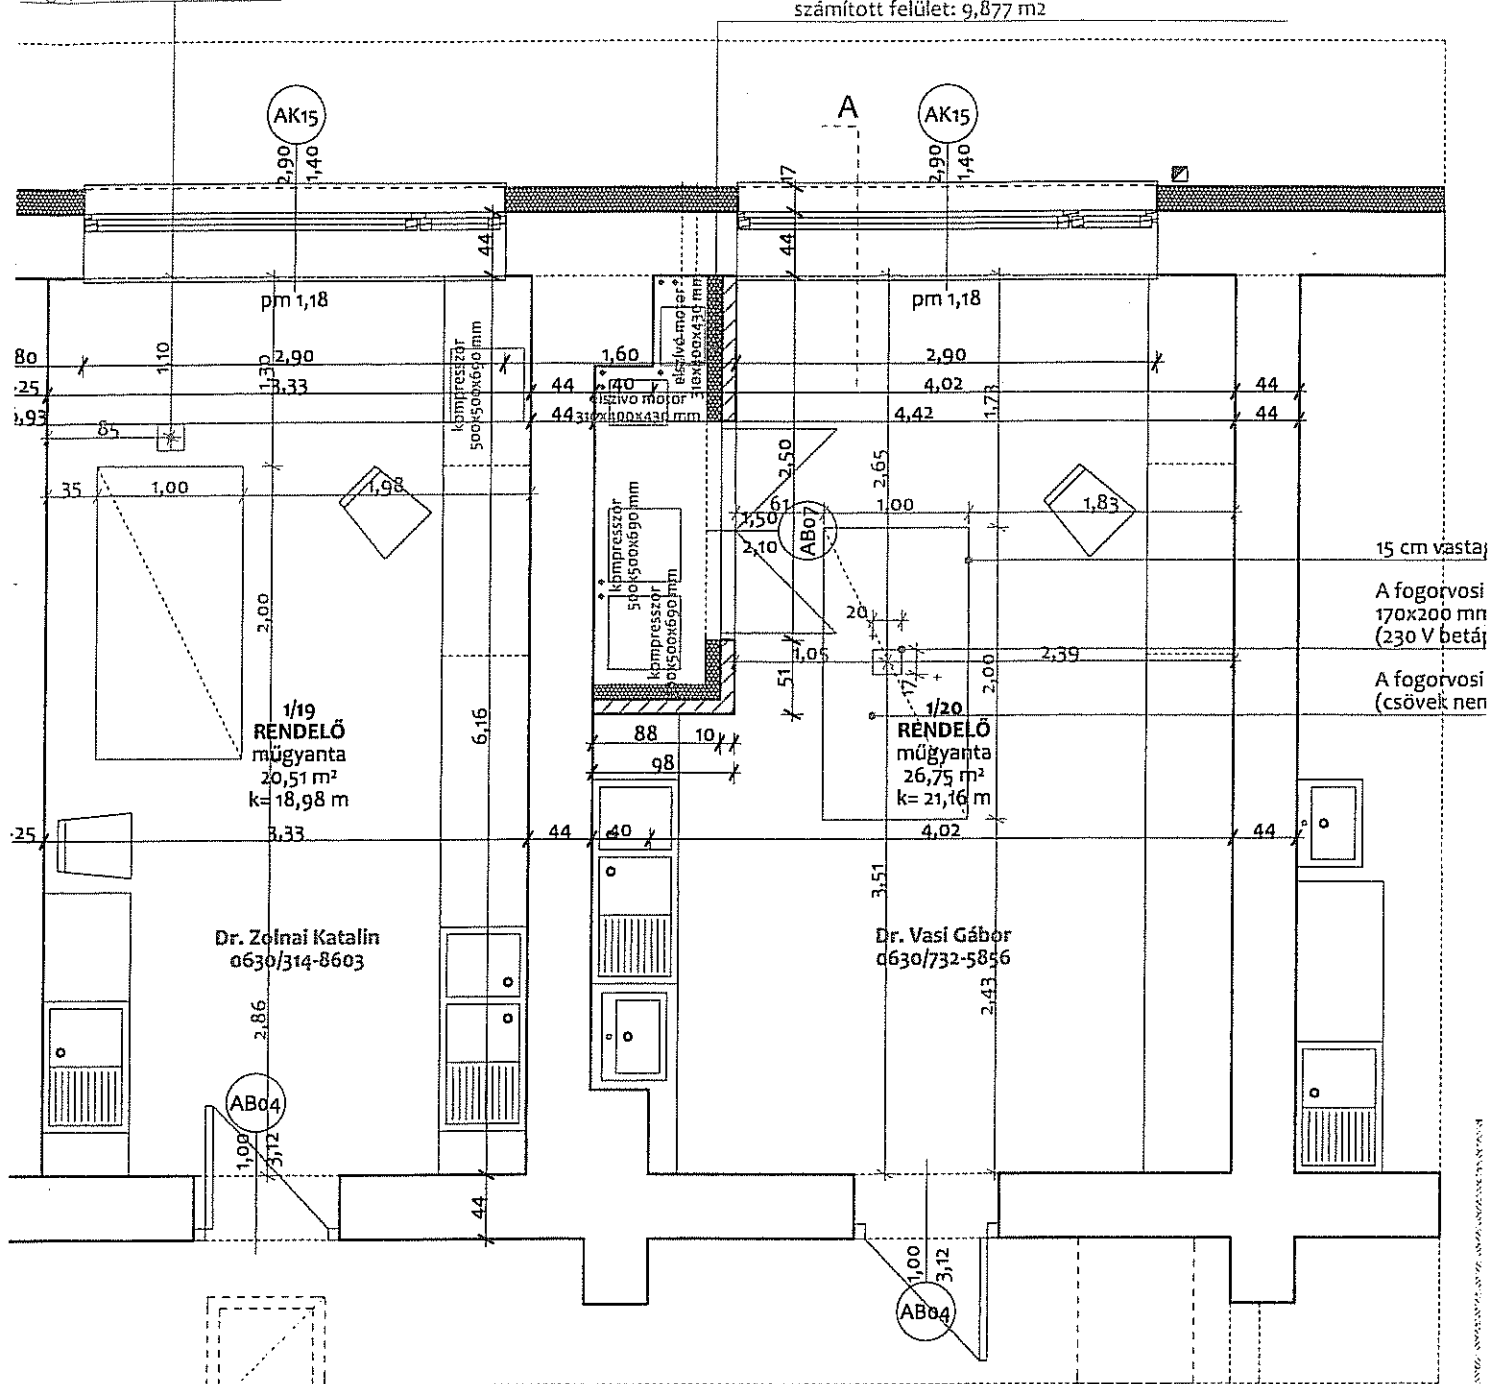 számított felület: 9,877 m2
AK15
2,90
1,40
A
AK15
2,90
1,40
17
44
44
pm 1,18
pm 1,18
kompresszor
500x500x690 mm
elszívó motor
310x400x430 mm
80
2,90
1,60
2,90
1,10
1,30
1,73
25
3,33
44
40
4,02
44
elszívó motor
310x400x430 mm
44
4,42
44
85
35
1,00
1,98
2,50
2,65
61
1,00
1,83
1,50
2,10
AB07
kompresszor
500x500x690 mm
kompresszor
500x500x690 mm
15 cm vastag
A fogorvosi
170x200 mm
(230 V betáp
A fogorvosi
(csövek nem
2,00
20
1,05
2,39
17
2,00
51
6,16
1/19
RENDELŐ
műgyanta
20,51 m²
k= 18,98 m
88
10
98
1/20
RENDELŐ
műgyanta
26,75 m²
k= 21,16 m
25
3,33
44
40
4,02
44
3,51
Dr. Zolnai Katalin
0630/314-8603
Dr. Vasi Gábor
0630/732-5856
2,86
2,43
AB04
1,00
3,12
44
1,00
3,12
AB04